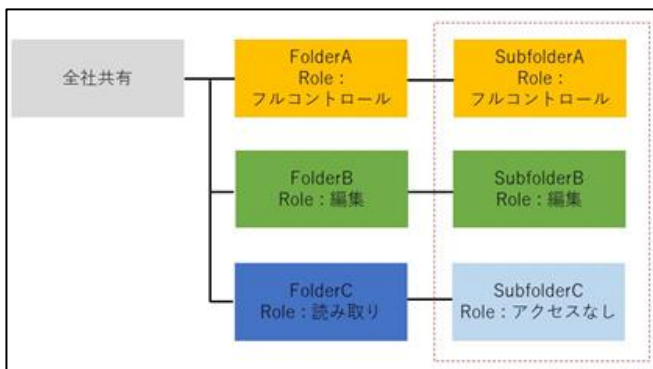 全社共有
FolderA
Role：
フルコントロール
SubfolderA
Role：
フルコントロール
FolderB
Role：編集
SubfolderB
Role：編集
FolderC
Role：読み取り
SubfolderC
Role：アクセスなし